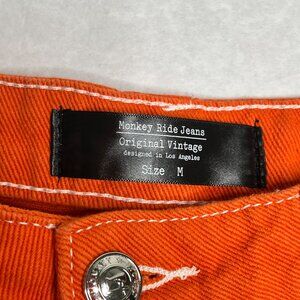 Monkey Ride Jeans
Original Vintage
designed in Los Angeles
Size M